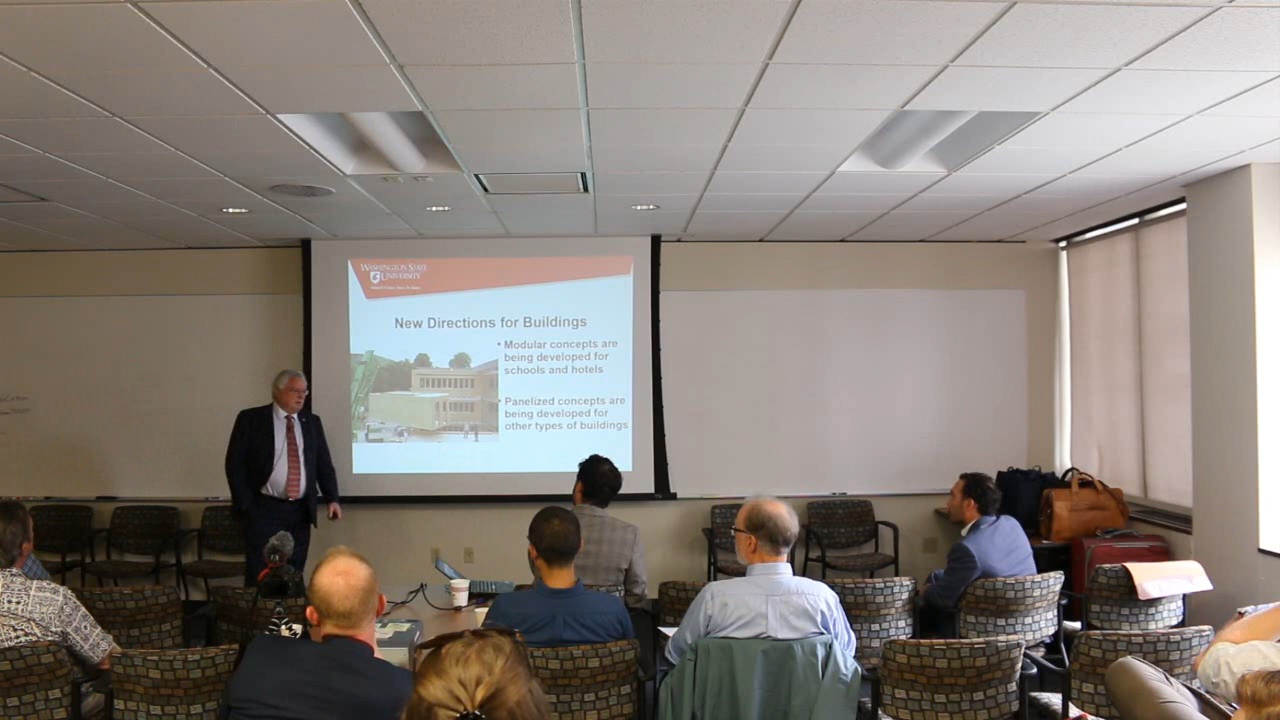 WASHINGTON STATE
UNIVERSITY
New Directions for Buildings
• Modular concepts are
being developed for
schools and hotels
• Panelized concepts are
being developed for
other types of buildings